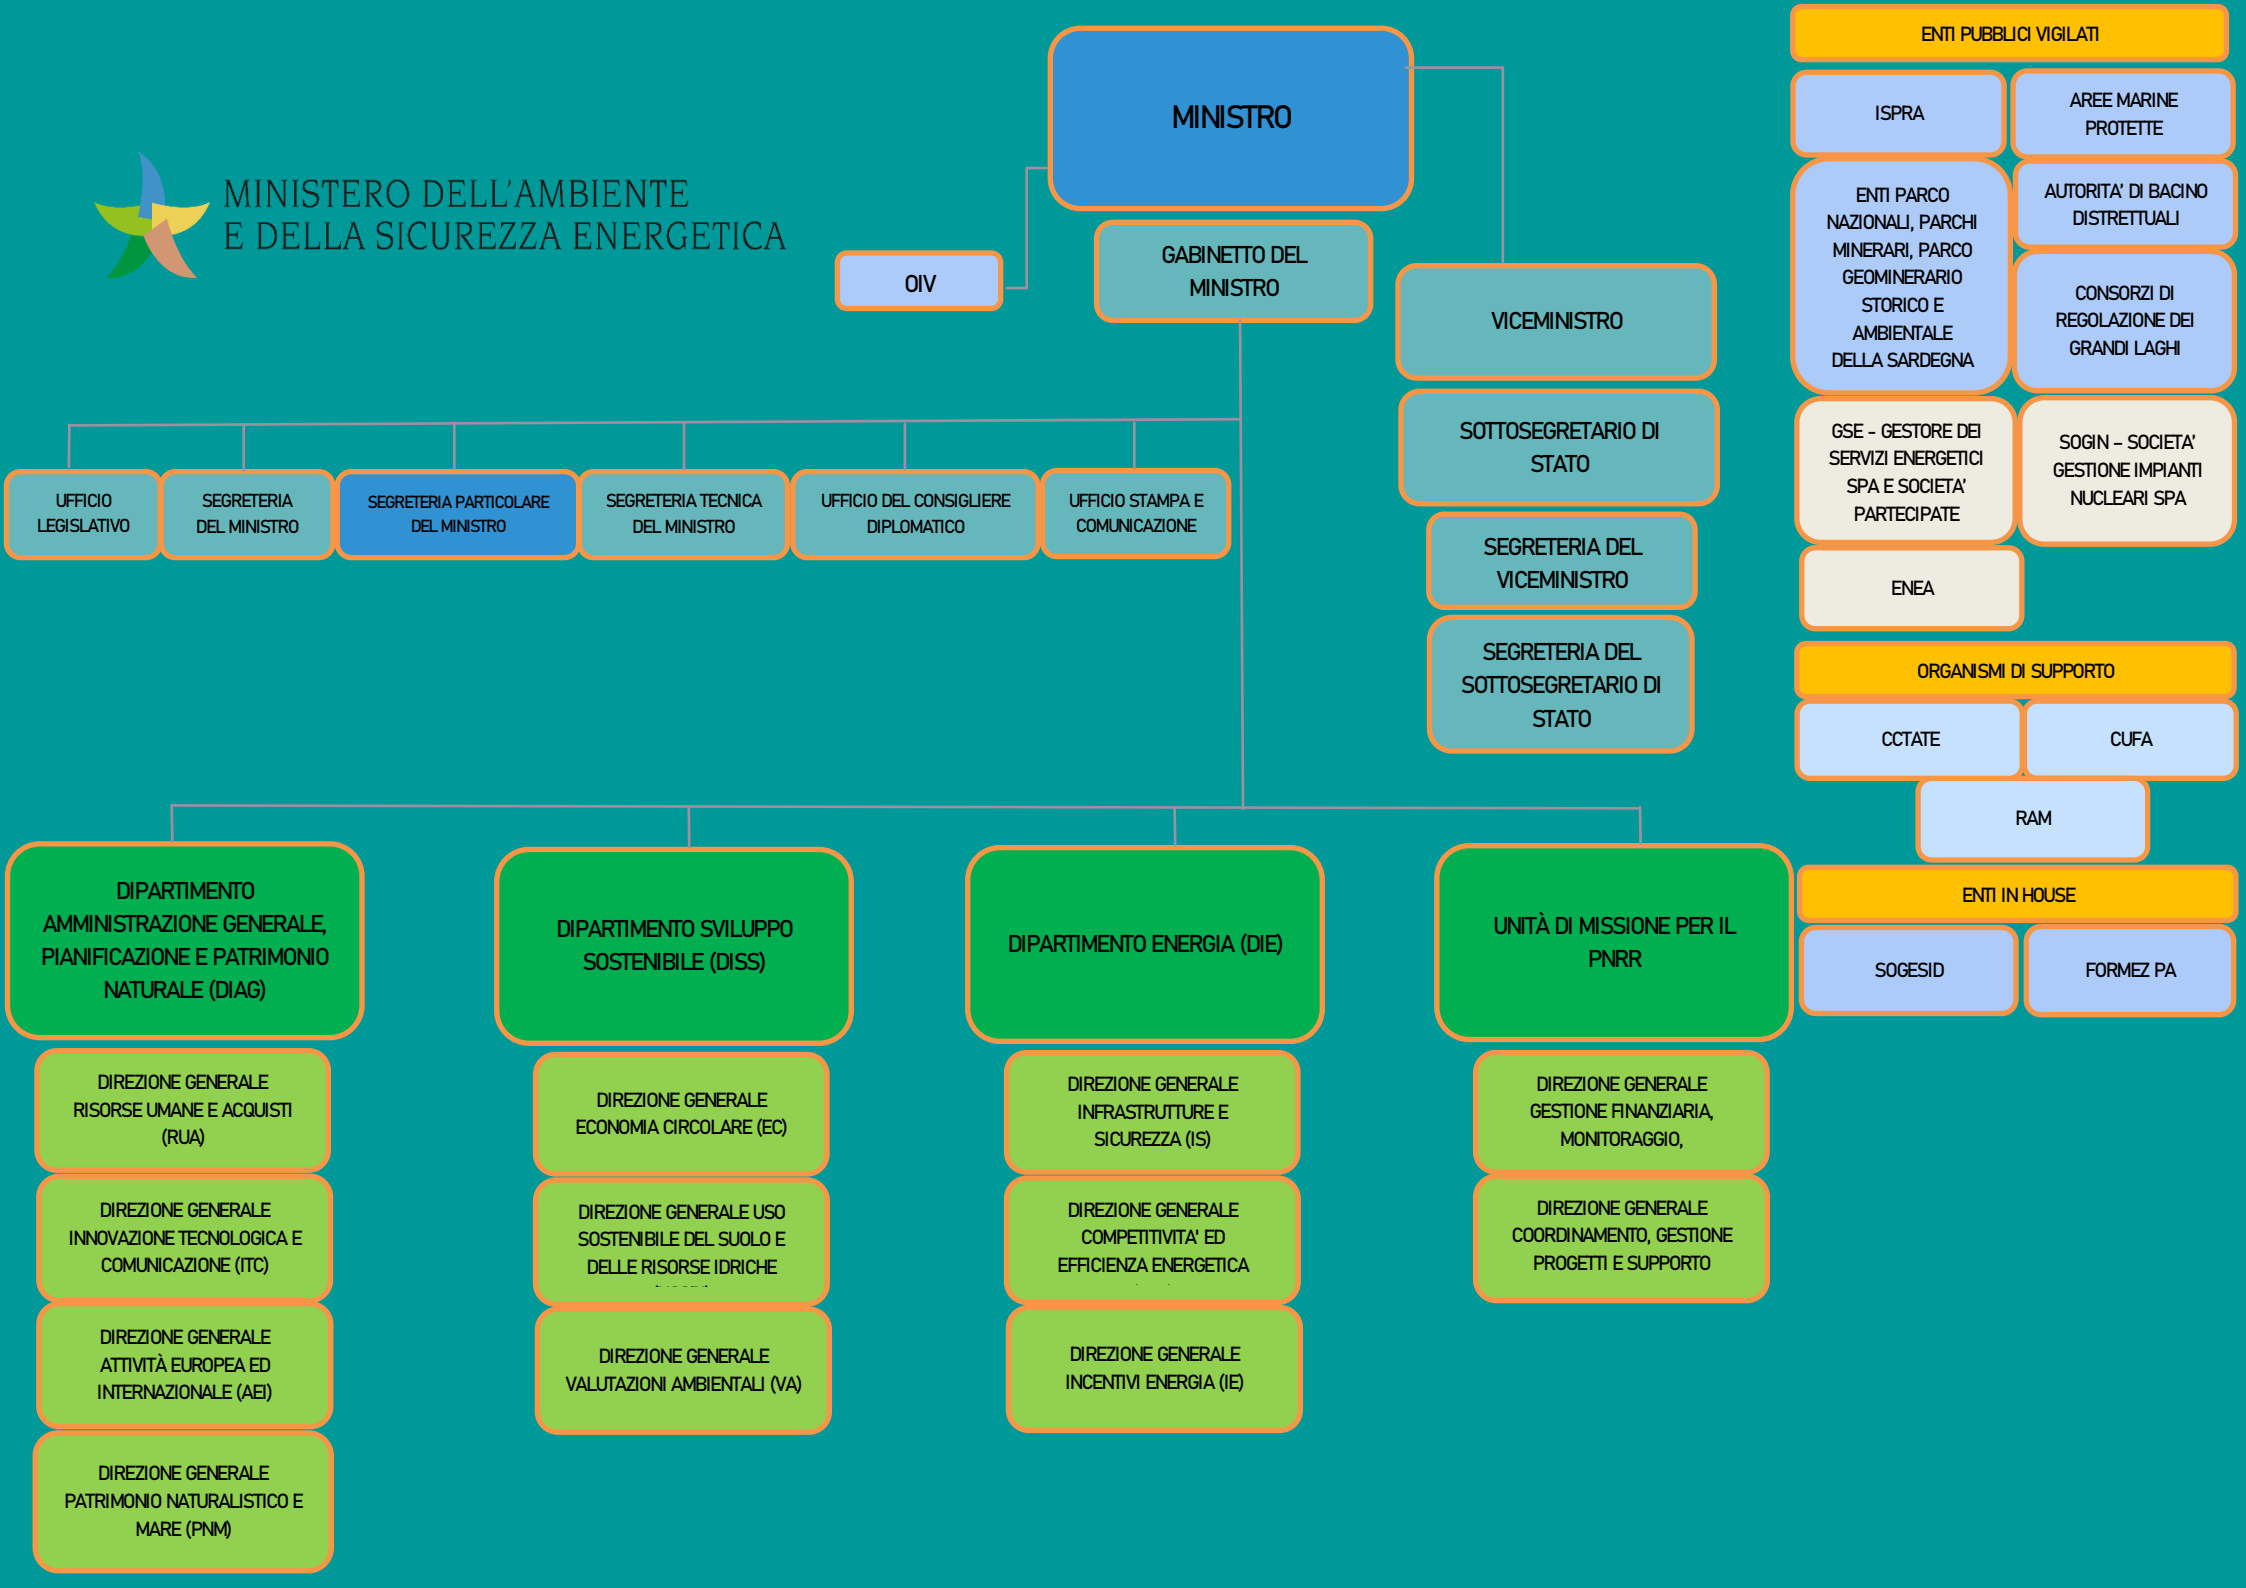 MINISTERO DELL'AMBIENTE
E DELLA SICUREZZA ENERGETICA
MINISTRO
OIV
GABINETTO DEL
MINISTRO
VICEMINISTRO
SOTTOSEGRETARIO DI
STATO
SEGRETERIA DEL
VICEMINISTRO
SEGRETERIA DEL
SOTTOSEGRETARIO DI
STATO
UFFICIO
LEGISLATIVO
SEGRETERIA
DEL MINISTRO
SEGRETERIA PARTICOLARE
DEL MINISTRO
SEGRETERIA TECNICA
DEL MINISTRO
UFFICIO DEL CONSIGLIERE
DIPLOMATICO
UFFICIO STAMPA E
COMUNICAZIONE
DIPARTIMENTO
AMMINISTRAZIONE GENERALE,
PIANIFICAZIONE E PATRIMONIO
NATURALE (DIAG)
DIREZIONE GENERALE
RISORSE UMANE E ACQUISTI
(RUA)
DIREZIONE GENERALE
INNOVAZIONE TECNOLOGICA E
COMUNICAZIONE (ITC)
DIREZIONE GENERALE
ATTIVITÀ EUROPEA ED
INTERNAZIONALE (AEI)
DIREZIONE GENERALE
PATRIMONIO NATURALISTICO E
MARE (PNM)
DIPARTIMENTO SVILUPPO
SOSTENIBILE (DISS)
DIREZIONE GENERALE
ECONOMIA CIRCOLARE (EC)
DIREZIONE GENERALE USO
SOSTENIBILE DEL SUOLO E
DELLE RISORSE IDRICHE
DIREZIONE GENERALE
VALUTAZIONI AMBIENTALI (VA)
DIPARTIMENTO ENERGIA (DIE)
DIREZIONE GENERALE
INFRASTRUTTURE E
SICUREZZA (IS)
DIREZIONE GENERALE
COMPETITIVITA' ED
EFFICIENZA ENERGETICA
DIREZIONE GENERALE
INCENTIVI ENERGIA (IE)
UNITÀ DI MISSIONE PER IL
PNRR
DIREZIONE GENERALE
GESTIONE FINANZIARIA,
MONITORAGGIO,
DIREZIONE GENERALE
COORDINAMENTO, GESTIONE
PROGETTI E SUPPORTO
ENTI PUBBLICI VIGILATI
ISPRA
AREE MARINE
PROTETTE
ENTI PARCO
NAZIONALI, PARCHI
MINERARI, PARCO
GEOMINERARIO
STORICO E
AMBIENTALE
DELLA SARDEGNA
AUTORITA' DI BACINO
DISTRETTUALI
CONSORZI DI
REGOLAZIONE DEI
GRANDI LAGHI
GSE - GESTORE DEI
SERVIZI ENERGETICI
SPA E SOCIETA'
PARTECIPATE
SOGIN – SOCIETA'
GESTIONE IMPIANTI
NUCLEARI SPA
ENEA
ORGANISMI DI SUPPORTO
CCTATE
CUFA
RAM
ENTI IN HOUSE
SOGESID
FORMEZ PA